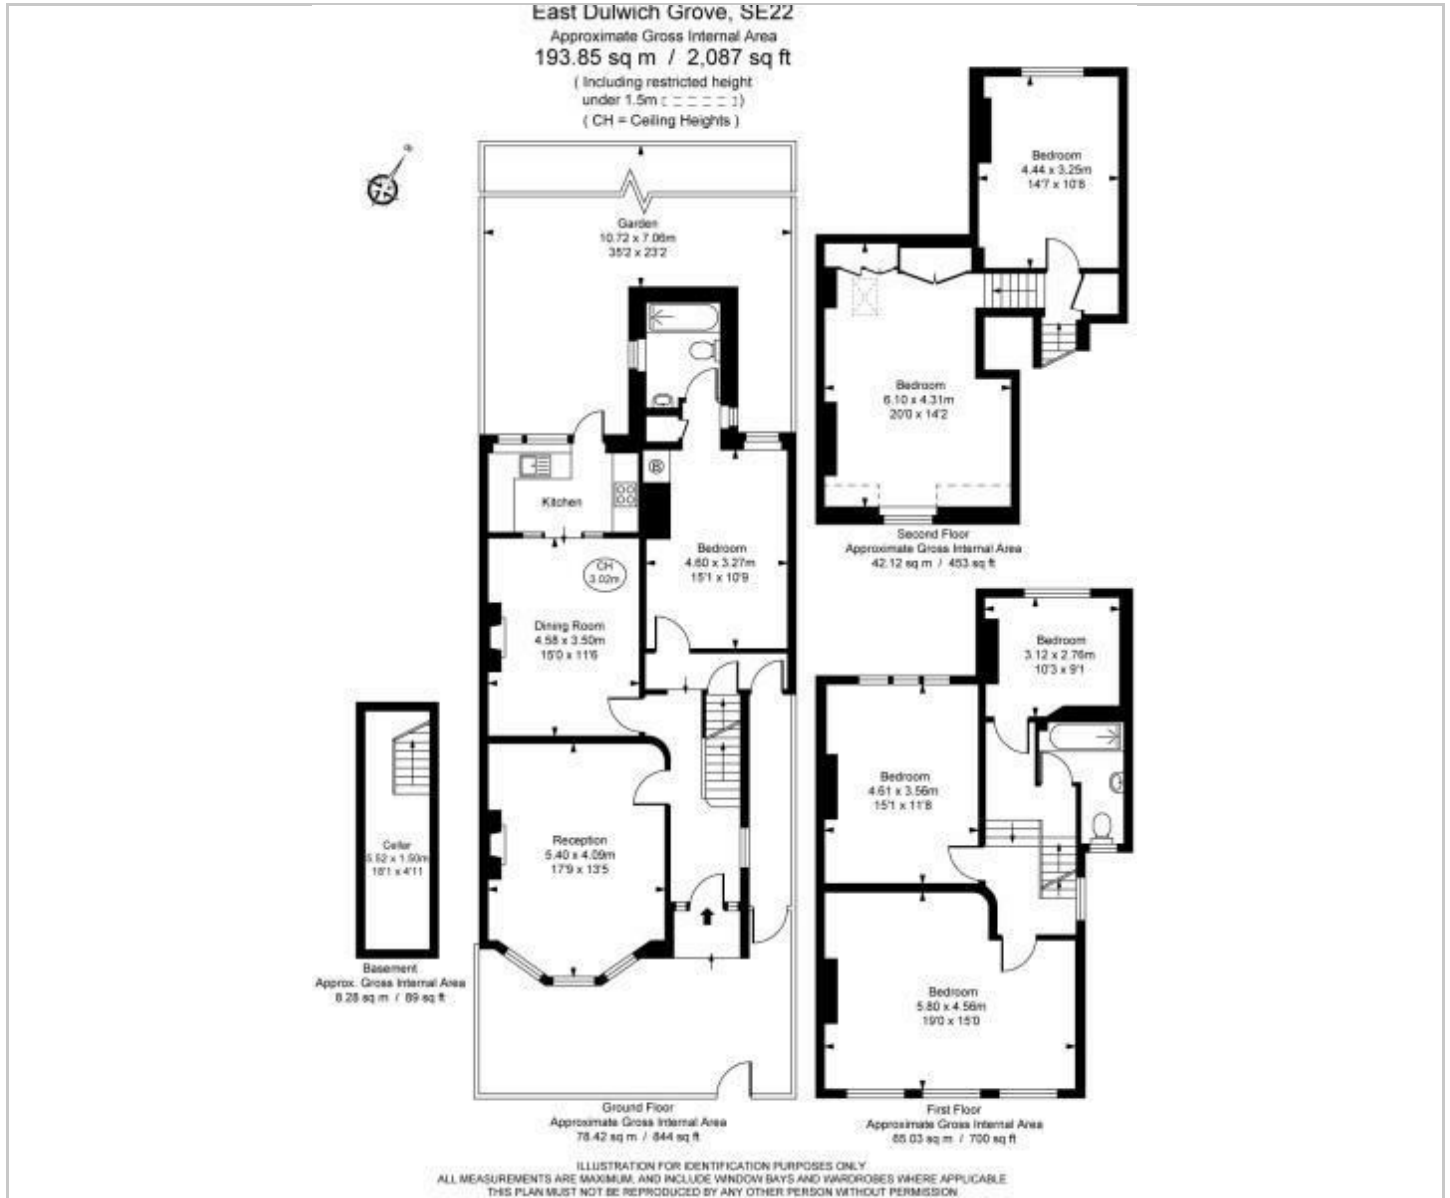 East Dulwich Grove, SE22
Approximate Gross Internal Area
193.85 sq m / 2,087 sq ft
( Including restricted height
under 1.5m )
( CH = Ceiling Heights )
Garden
10.72 x 7.06m
35'2 x 23'2
Kitchen
B
Bedroom
4.60 x 3.27m
15'1 x 10'9
CH
3.02m
Dining Room
4.58 x 3.50m
15'0 x 11'6
Reception
5.40 x 4.09m
17'9 x 13'5
Ground Floor
Approximate Gross Internal Area
78.42 sq m / 844 sq ft
Cellar
5.52 x 1.50m
18'1 x 4'11
Basement
Approx. Gross Internal Area
8.28 sq m / 89 sq ft
Bedroom
4.44 x 3.25m
14'7 x 10'8
Bedroom
6.10 x 4.31m
20'0 x 14'2
Second Floor
Approximate Gross Internal Area
42.12 sq m / 453 sq ft
Bedroom
3.12 x 2.76m
10'3 x 9'1
Bedroom
4.61 x 3.56m
15'1 x 11'8
Bedroom
5.80 x 4.56m
19'0 x 15'0
First Floor
Approximate Gross Internal Area
65.03 sq m / 700 sq ft
ILLUSTRATION FOR IDENTIFICATION PURPOSES ONLY
ALL MEASUREMENTS ARE MAXIMUM, AND INCLUDE WINDOW BAYS AND WARDROBES WHERE APPLICABLE
THIS PLAN MUST NOT BE REPRODUCED BY ANY OTHER PERSON WITHOUT PERMISSION